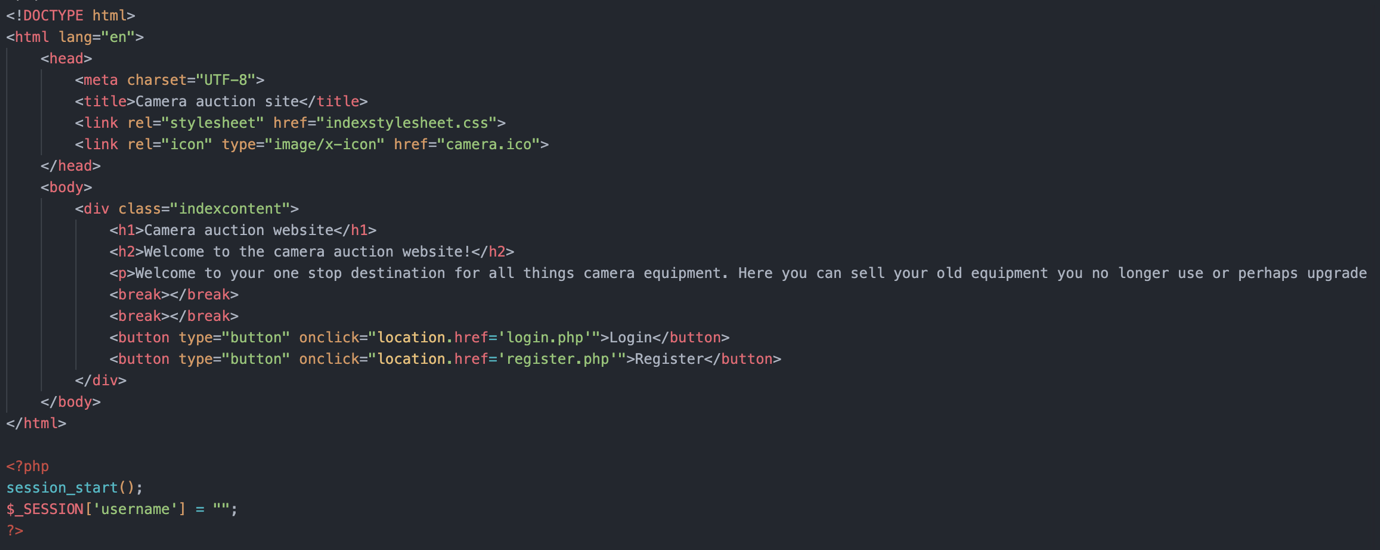 <!DOCTYPE html>
<html lang="en">
    <head>
        <meta charset="UTF-8">
        <title>Camera auction site</title>
        <link rel="stylesheet" href="indexstylesheet.css">
        <link rel="icon" type="image/x-icon" href="camera.ico">
    </head>
    <body>
        <div class="indexcontent">
            <h1>Camera auction website</h1>
            <h2>Welcome to the camera auction website!</h2>
            <p>Welcome to your one stop destination for all things camera equipment. Here you can sell your old equipment you no longer use or perhaps upgrade
            <break></break>
            <break></break>
            <button type="button" onclick="location.href='login.php'">Login</button>
            <button type="button" onclick="location.href='register.php'">Register</button>
        </div>
    </body>
</html>

<?php
session_start();
$_SESSION['username'] = "";
?>